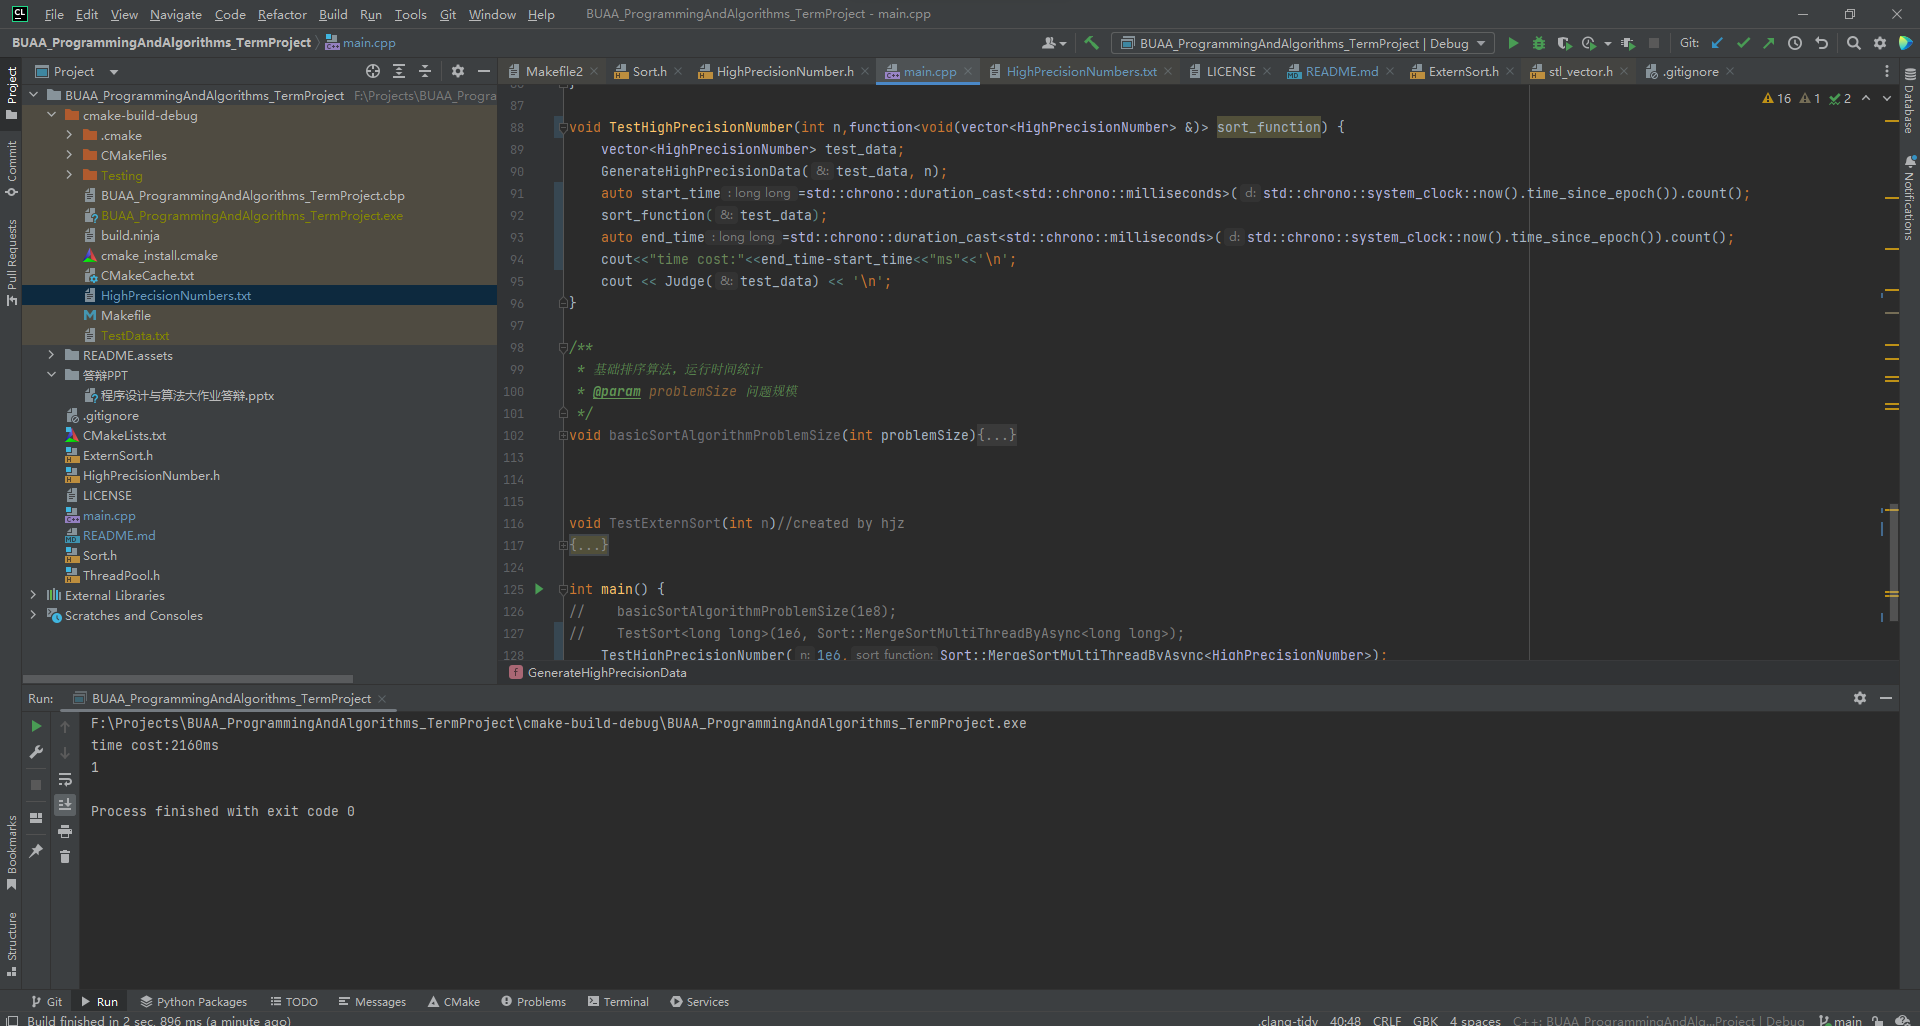 CL File Edit View Navigate Code Refactor Build Run Tools Git Window Help BUAA_ProgrammingAndAlgorithms_TermProject - main.cpp
BUAA_ProgrammingAndAlgorithms_TermProject main.cpp BUAA_ProgrammingAndAlgorithms_TermProject | Debug Git:
Project
Makefile2 Sort.h HighPrecisionNumber.h main.cpp HighPrecisionNumbers.txt LICENSE README.md ExternSort.h stl_vector.h .gitignore
Project
Commit
Pull Requests
Bookmarks
Structure
Database
Notifications
BUAA_ProgrammingAndAlgorithms_TermProject F:\Projects\BUAA_Progra
cmake-build-debug
.cmake
CMakeFiles
Testing
BUAA_ProgrammingAndAlgorithms_TermProject.cbp
BUAA_ProgrammingAndAlgorithms_TermProject.exe
build.ninja
cmake_install.cmake
CMakeCache.txt
HighPrecisionNumbers.txt
Makefile
TestData.txt
README.assets
答辩PPT
程序设计与算法大作业答辩.pptx
.gitignore
CMakeLists.txt
ExternSort.h
HighPrecisionNumber.h
LICENSE
main.cpp
README.md
Sort.h
ThreadPool.h
External Libraries
Scratches and Consoles
16 1 2
86 }
87
88 void TestHighPrecisionNumber(int n,function<void(vector<HighPrecisionNumber> &)> sort_function) {
89 vector<HighPrecisionNumber> test_data;
90 GenerateHighPrecisionData( &: test_data, n);
91 auto start_time : long long =std::chrono::duration_cast<std::chrono::milliseconds>( d: std::chrono::system_clock::now().time_since_epoch()).count();
92 sort_function( &: test_data);
93 auto end_time : long long =std::chrono::duration_cast<std::chrono::milliseconds>( d: std::chrono::system_clock::now().time_since_epoch()).count();
94 cout<<"time cost:"<<end_time-start_time<<"ms"<<'\n';
95 cout << Judge( &: test_data) << '\n';
96 }
97
98 /**
99 * 基础排序算法，运行时间统计
100 * @param problemSize 问题规模
101 */
102 void basicSortAlgorithmProblemSize(int problemSize){...}
113
114
115
116 void TestExternSort(int n)//created by hjz
117 {...}
124
125 int main() {
126 // basicSortAlgorithmProblemSize(1e8);
127 // TestSort<long long>(1e6, Sort::MergeSortMultiThreadByAsync<long long>);
128 TestHighPrecisionNumber( n: 1e6, sort function: Sort::MergeSortMultiThreadByAsync<HighPrecisionNumber>);
f GenerateHighPrecisionData
Run: BUAA_ProgrammingAndAlgorithms_TermProject
F:\Projects\BUAA_ProgrammingAndAlgorithms_TermProject\cmake-build-debug\BUAA_ProgrammingAndAlgorithms_TermProject.exe
time cost:2160ms
1
Process finished with exit code 0
Git Run Python Packages TODO Messages CMake Problems Terminal Services
Build finished in 2 sec, 896 ms (a minute ago) .clang-tidy 40:48 CRLF GBK 4 spaces C++: BUAA_ProgrammingAndAlg...Project | Debug main